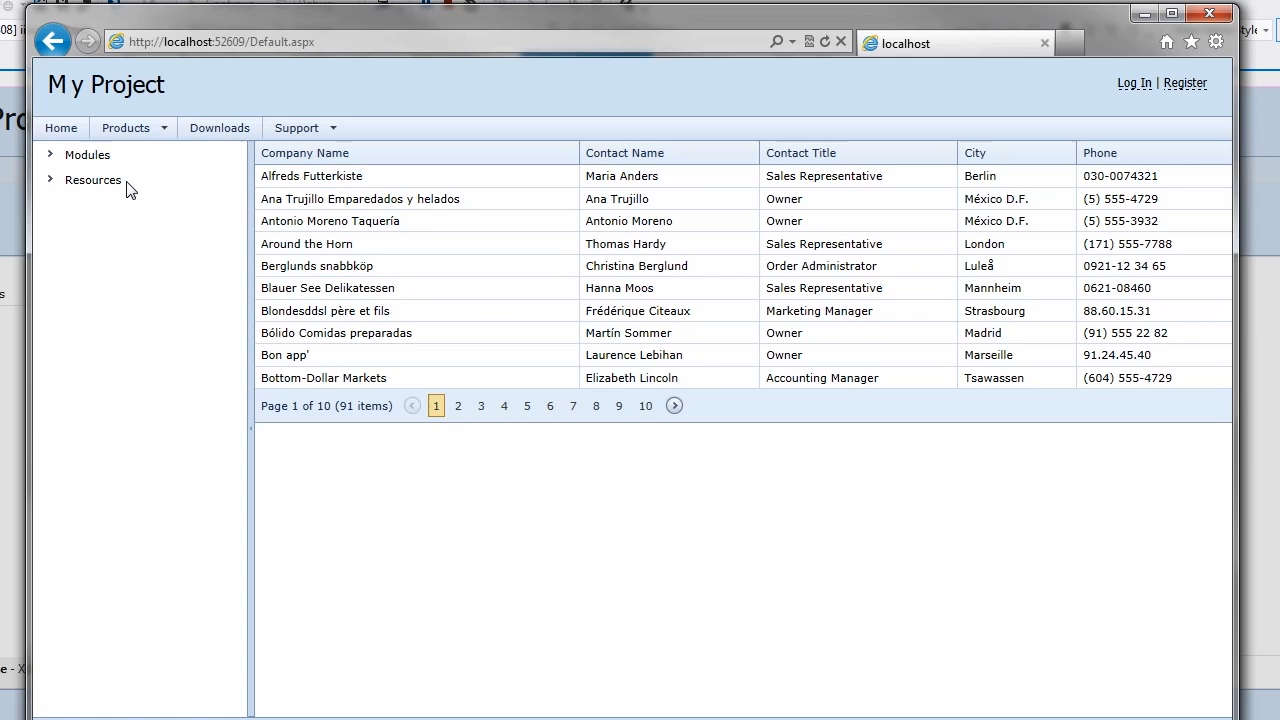 08] ii
http://localhost:52609/Default.aspx
localhost
My Project
Log In | Register
Home Products Downloads Support
Modules
Resources
Company Name Contact Name Contact Title City Phone
Alfreds Futterkiste Maria Anders Sales Representative Berlin 030-0074321
Ana Trujillo Emparedados y helados Ana Trujillo Owner México D.F. (5) 555-4729
Antonio Moreno Taquería Antonio Moreno Owner México D.F. (5) 555-3932
Around the Horn Thomas Hardy Sales Representative London (171) 555-7788
Berglunds snabbköp Christina Berglund Order Administrator Luleå 0921-12 34 65
Blauer See Delikatessen Hanna Moos Sales Representative Mannheim 0621-08460
Blondesddsl père et fils Frédérique Citeaux Marketing Manager Strasbourg 88.60.15.31
Bólido Comidas preparadas Martín Sommer Owner Madrid (91) 555 22 82
Bon app' Laurence Lebihan Owner Marseille 91.24.45.40
Bottom-Dollar Markets Elizabeth Lincoln Accounting Manager Tsawassen (604) 555-4729
Page 1 of 10 (91 items) 1 2 3 4 5 6 7 8 9 10